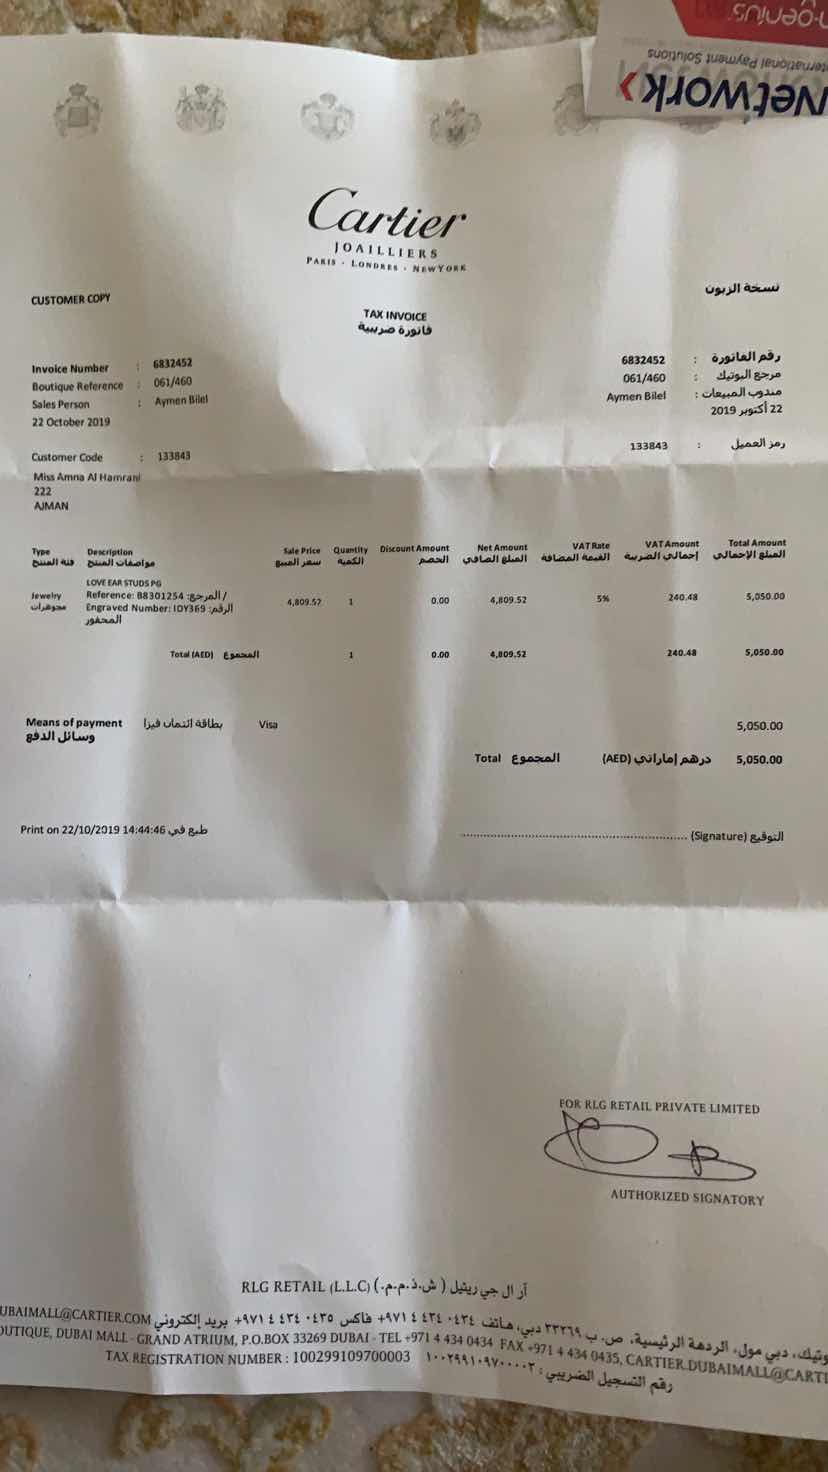 n-genius
International Payment Solutions
Network
Cartier
JOAILLIERS
PARIS · LONDRES · NEWYORK
CUSTOMER COPY
نسخة الزبون
TAX INVOICE
فاتورة ضريبية
Invoice Number : 6832452
6832452 : رقم الفاتورة
Boutique Reference : 061/460
061/460 : مرجع البوتيك
Sales Person : Aymen Bilel
Aymen Bilel : مندوب المبيعات
22 October 2019
22 أكتوبر 2019
Customer Code : 133843
133843 : رمز العميل
Miss Amna Al Hamrani
222
AJMAN
Type Description Sale Price Quantity Discount Amount Net Amount VAT Rate VAT Amount Total Amount
فئة المنتج مواصفات المنتج سعر المبيع الكمية الخصم المبلغ الصافي القيمة المضافة إجمالي الضريبة المبلغ الإجمالي
LOVE EAR STUDS PG
Jewelry Reference: B8301254 :المرجع / 4,809.52 1 0.00 4,809.52 5% 240.48 5,050.00
مجوهرات Engraved Number: IDY369 :الرقم
المحفور
Total (AED) المجموع 1 0.00 4,809.52 240.48 5,050.00
Means of payment بطاقة ائتمان فيزا Visa 5,050.00
وسائل الدفع
Total المجموع (AED) درهم إماراتي 5,050.00
Print on 22/10/2019 14:44:46 طبع في
(Signature) التوقيع
FOR RLG RETAIL PRIVATE LIMITED
AUTHORIZED SIGNATORY
RLG RETAIL (L.L.C) (.آر ال جي ريتيل ( ش.ذ.م.م
بوتيك، دبي مول، الردهة الرئيسية، ص. ب ٣٣٢٦٩ دبي، هاتف ٠٤٣٤ ٤٣٤ ٤ ٩٧١+ فاكس ٠٤٣٥ ٤٣٤ ٤ ٩٧١+ بريد إلكتروني UBAIMALL@CARTIER.COM
OUTIQUE, DUBAI MALL - GRAND ATRIUM, P.O.BOX 33269 DUBAI - TEL +971 4 434 0434 FAX +971 4 434 0435, CARTIER.DUBAIMALL@CARTI
TAX REGISTRATION NUMBER : 100299109700003
رقم التسجيل الضريبي : ١٠٠٢٩٩١٠٩٧٠٠٠٠٣